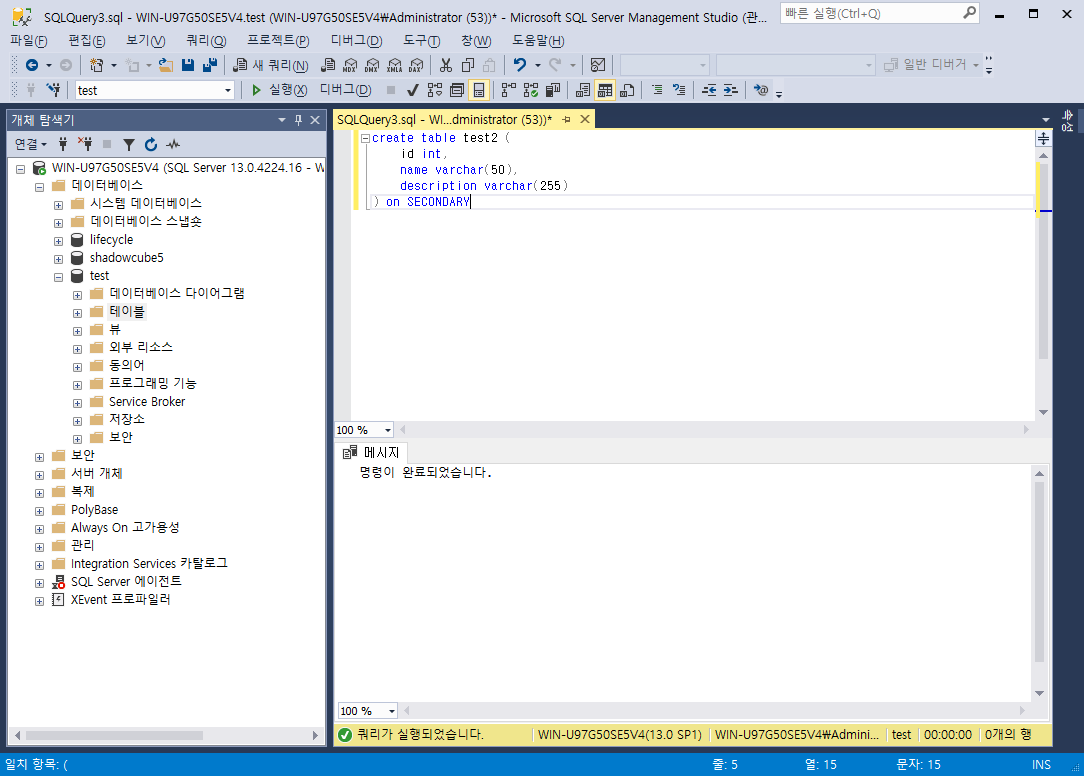 SQLQuery3.sql - WIN-U97G50SE5V4.test (WIN-U97G50SE5V4₩Administrator (53))* - Microsoft SQL Server Management Studio (관...
빠른 실행(Ctrl+Q)
파일(F) 편집(E) 보기(V) 쿼리(Q) 프로젝트(P) 디버그(D) 도구(T) 창(W) 도움말(H)
새 쿼리(N) MDX DMX XMLA DAX 일반 디버거
test 실행(X) 디버그(D)
개체 탐색기
연결
WIN-U97G50SE5V4 (SQL Server 13.0.4224.16 - W
데이터베이스
시스템 데이터베이스
데이터베이스 스냅숏
lifecycle
shadowcube5
test
데이터베이스 다이어그램
테이블
뷰
외부 리소스
동의어
프로그래밍 기능
Service Broker
저장소
보안
보안
서버 개체
복제
PolyBase
Always On 고가용성
관리
Integration Services 카탈로그
SQL Server 에이전트
XEvent 프로파일러
SQLQuery3.sql - WI...dministrator (53))*
create table test2 (
id int,
name varchar(50),
description varchar(255)
) on SECONDARY
100 %
메시지
명령이 완료되었습니다.
100 %
쿼리가 실행되었습니다. WIN-U97G50SE5V4(13.0 SP1) WIN-U97G50SE5V4₩Admini... test 00:00:00 0개의 행
속성
일치 항목: ( 줄: 5 열: 15 문자: 15 INS